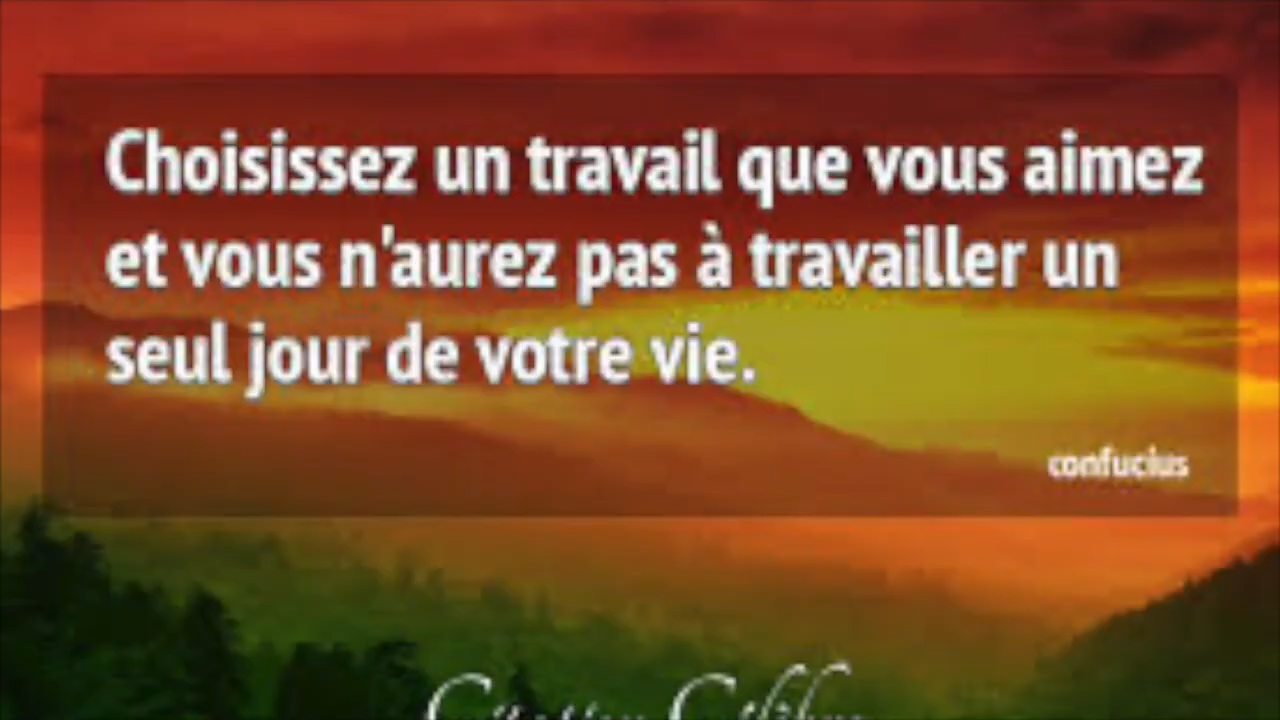 Choisissez un travail que vous aimez
et vous n'aurez pas à travailler un
seul jour de votre vie.
confucius